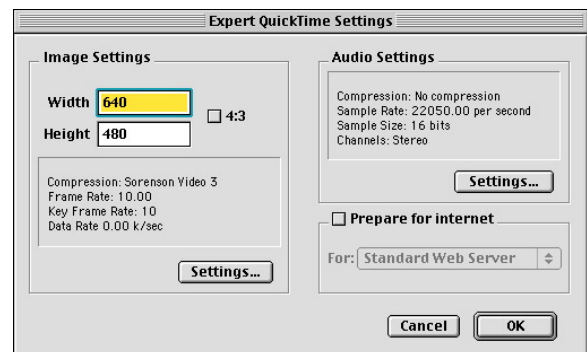 Expert QuickTime Settings
Image Settings
Width 640
Height 480
4:3
Compression: Sorenson Video 3
Frame Rate: 10.00
Key Frame Rate: 10
Data Rate 0.00 k/sec
Settings...
Audio Settings
Compression: No compression
Sample Rate: 22050.00 per second
Sample Size: 16 bits
Channels: Stereo
Settings...
Prepare for internet
For: Standard Web Server
Cancel
OK